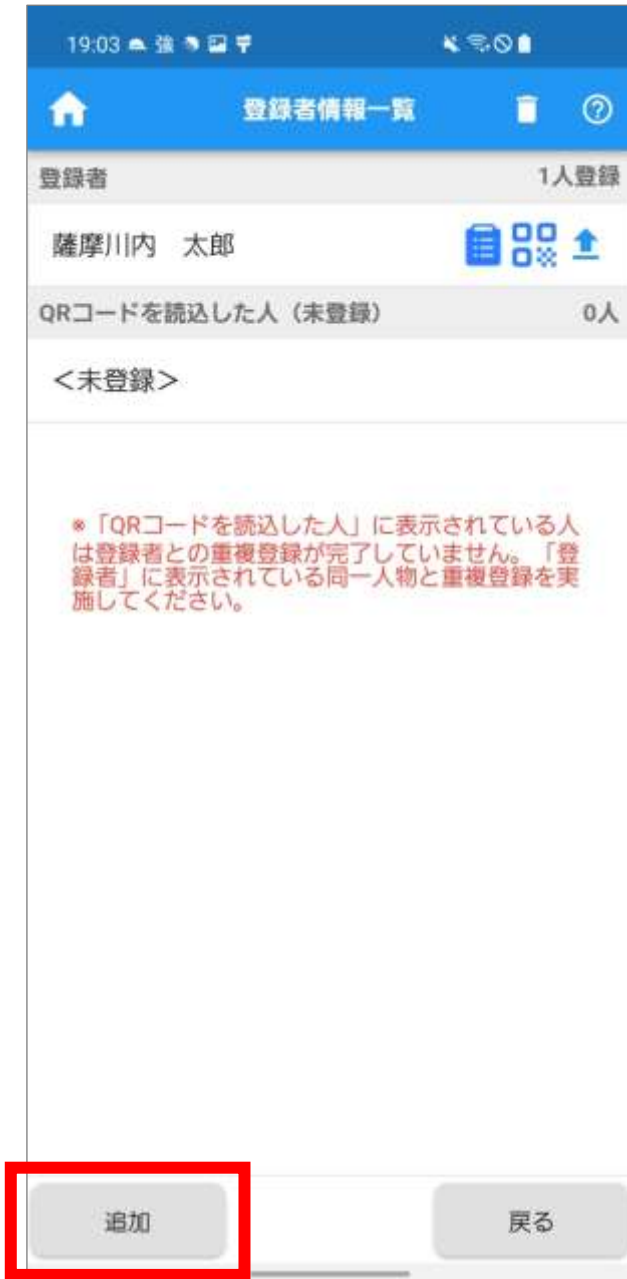 19:03 強
登録者情報一覧
登録者 1人登録
薩摩川内　太郎
QRコードを読込した人（未登録） 0人
＜未登録＞
※「QRコードを読込した人」に表示されている人
は登録者との重複登録が完了していません。「登
録者」に表示されている同一人物と重複登録を実
施してください。
追加 戻る